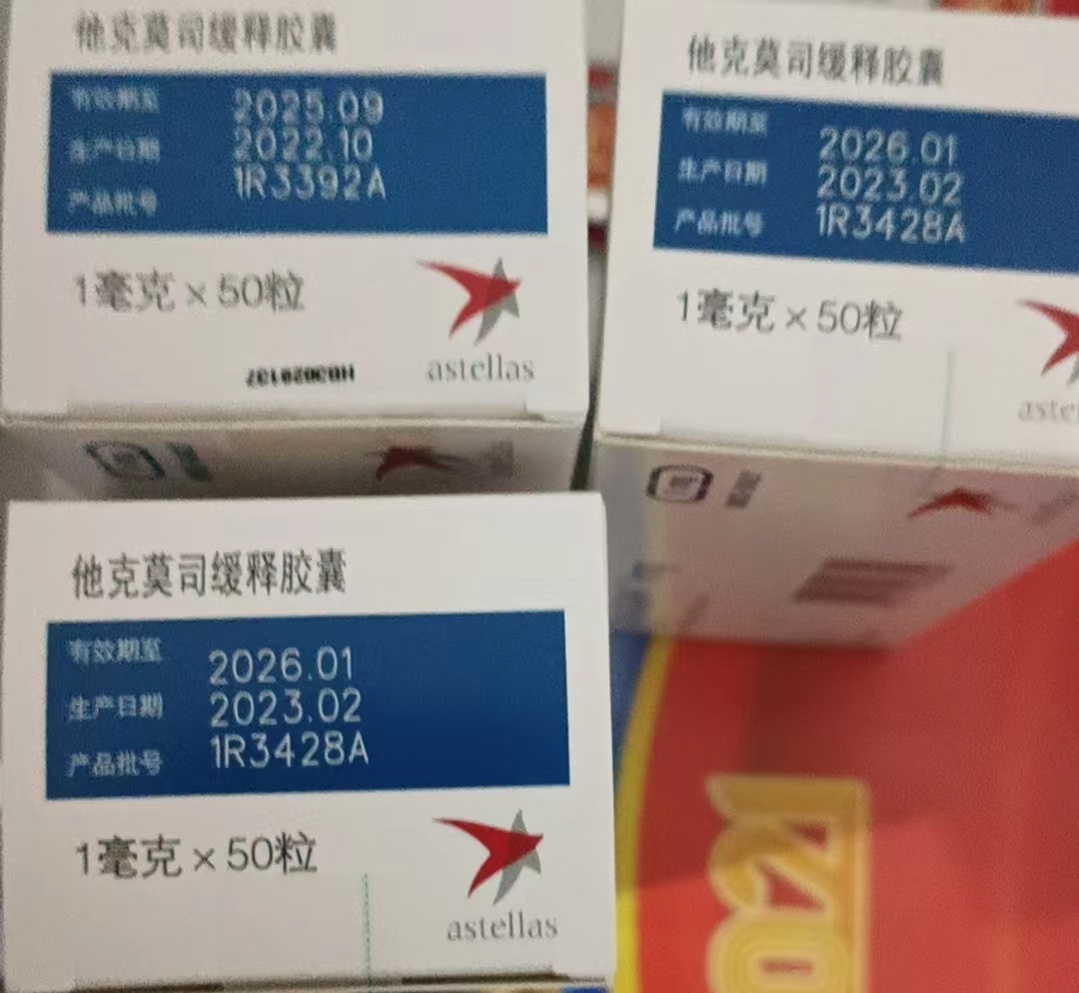 他克莫司缓释胶囊
有效期至 2025.09
生产日期 2022.10
产品批号 1R3392A
1毫克×50粒
astellas
他克莫司缓释胶囊
有效期至 2026.01
生产日期 2023.02
产品批号 1R3428A
1毫克×50粒
aste
他克莫司缓释胶囊
有效期至 2026.01
生产日期 2023.02
产品批号 1R3428A
1毫克×50粒
astellas